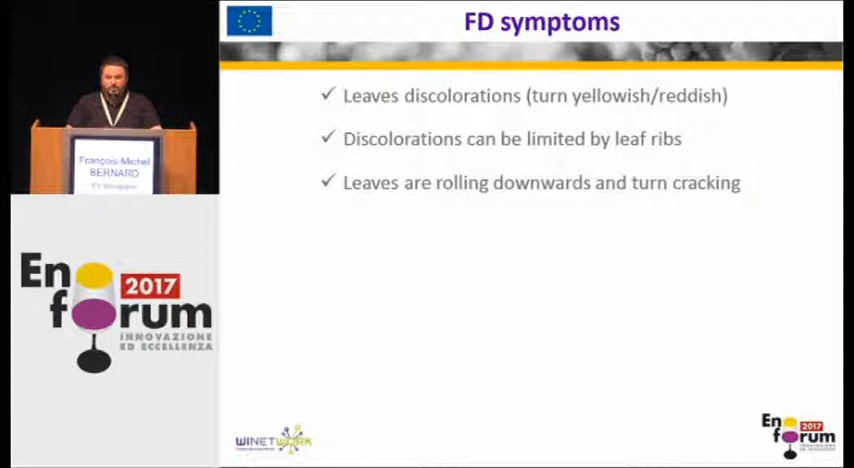 FD symptoms
✓ Leaves discolorations (turn yellowish/reddish)
✓ Discolorations can be limited by leaf ribs
✓ Leaves are rolling downwards and turn cracking
François-Michel
BERNARD
En
2017
forum
INNOVAZIONE
ED ECCELLENZA
WINETWORK
En
2017
forum